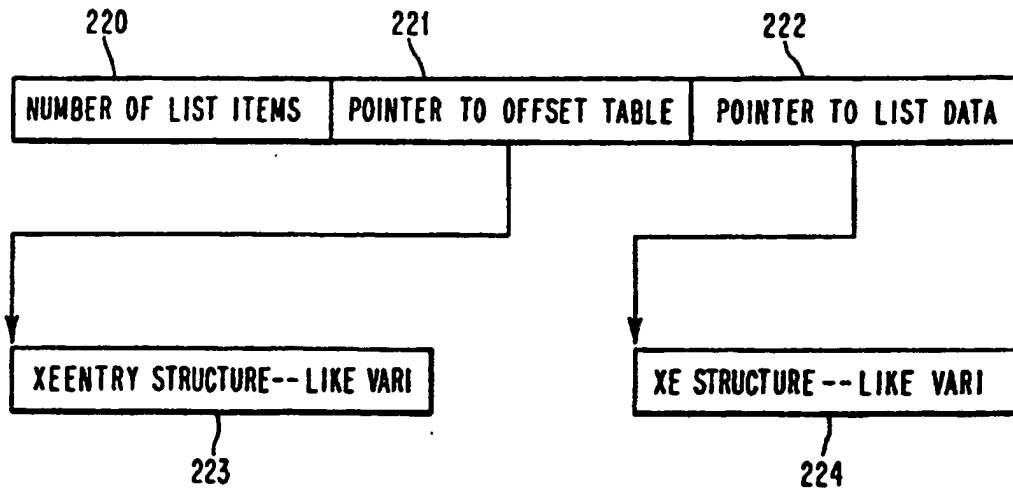 220
221
222
NUMBER OF LIST ITEMS
POINTER TO OFFSET TABLE
POINTER TO LIST DATA
XEENTRY STRUCTURE--LIKE VARI
XE STRUCTURE--LIKE VARI
223
224